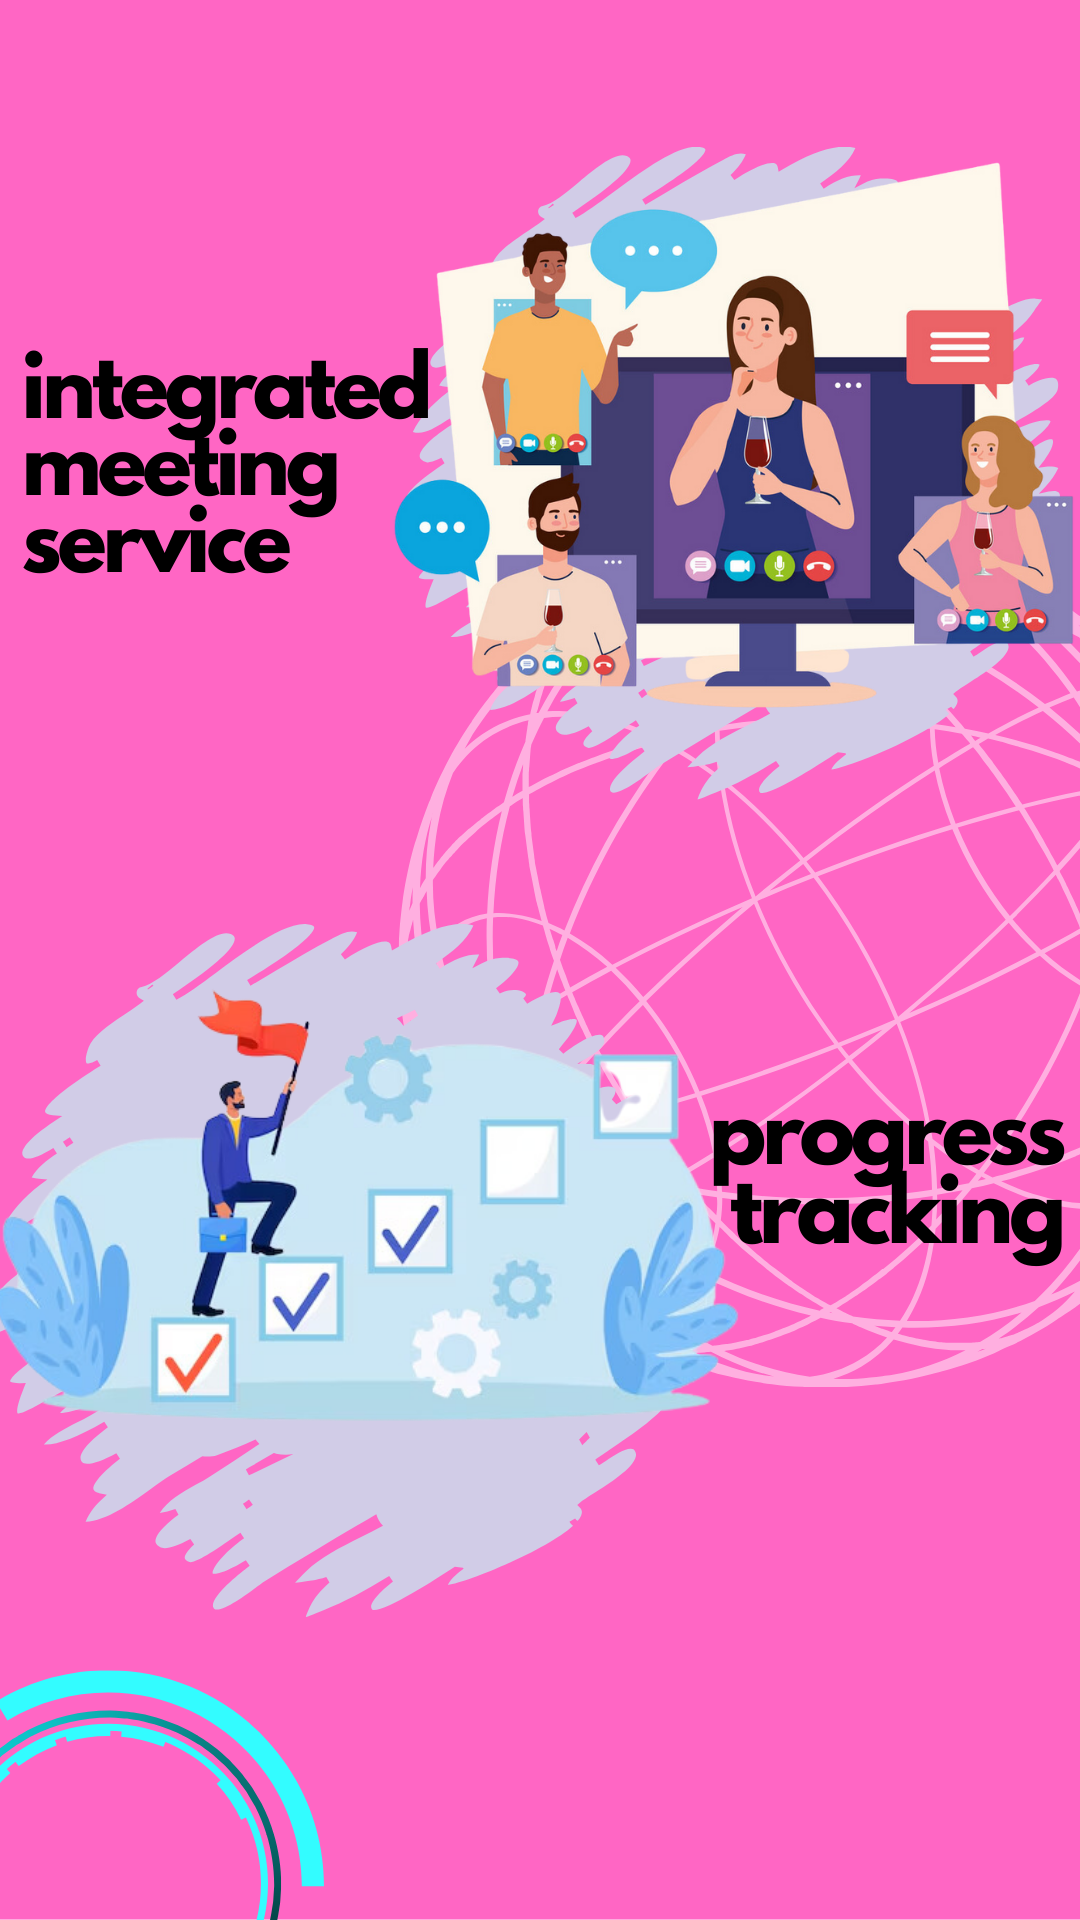 integrated
meeting
service
progress
tracking